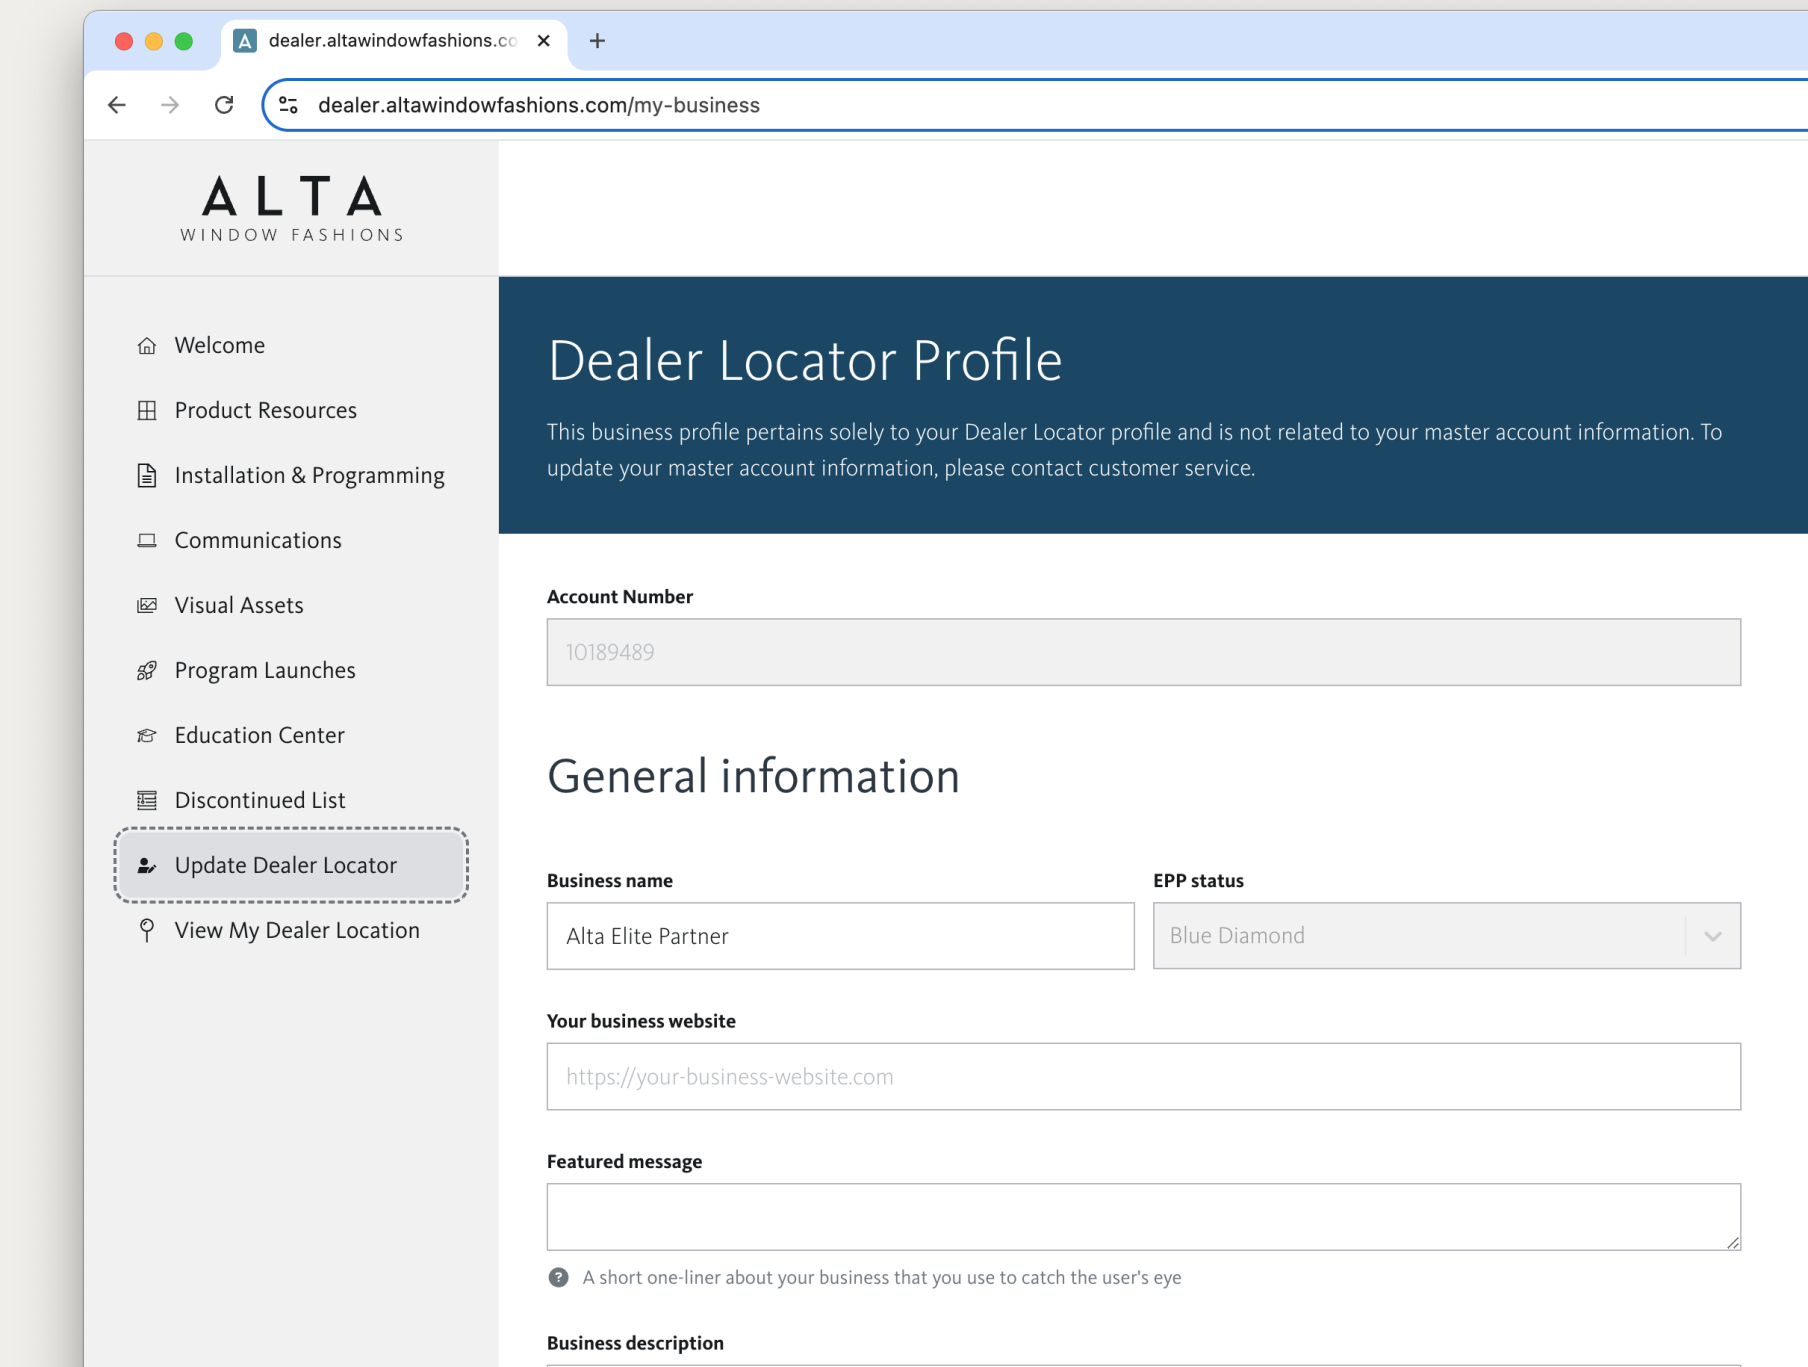 dealer.altawindowfashions.co
dealer.altawindowfashions.com/my-business
ALTA
WINDOW FASHIONS
Welcome
Product Resources
Installation & Programming
Communications
Visual Assets
Program Launches
Education Center
Discontinued List
Update Dealer Locator
View My Dealer Location
Dealer Locator Profile
This business profile pertains solely to your Dealer Locator profile and is not related to your master account information. To
update your master account information, please contact customer service.
Account Number
10189489
General information
Business name
EPP status
Alta Elite Partner
Blue Diamond
Your business website
https://your-business-website.com
Featured message
A short one-liner about your business that you use to catch the user's eye
Business description